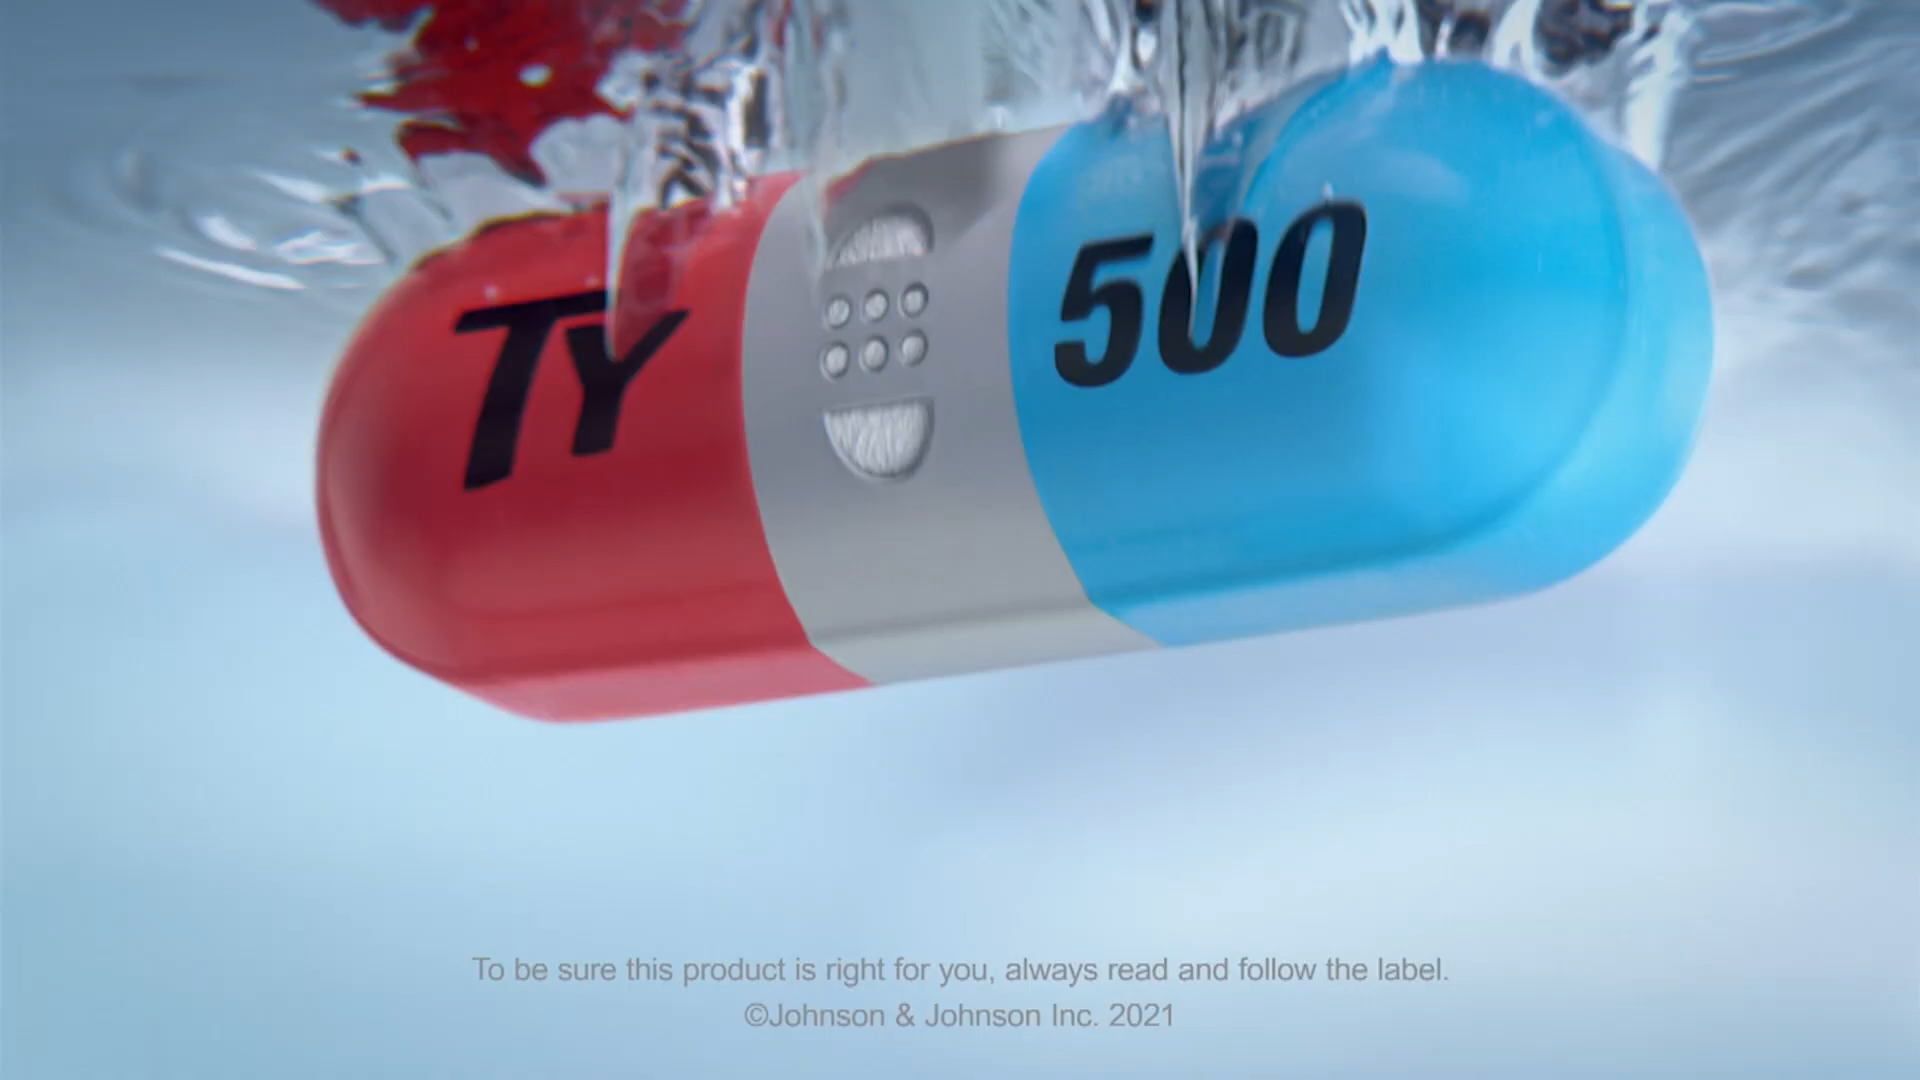 TY 500
To be sure this product is right for you, always read and follow the label.
©Johnson & Johnson Inc. 2021